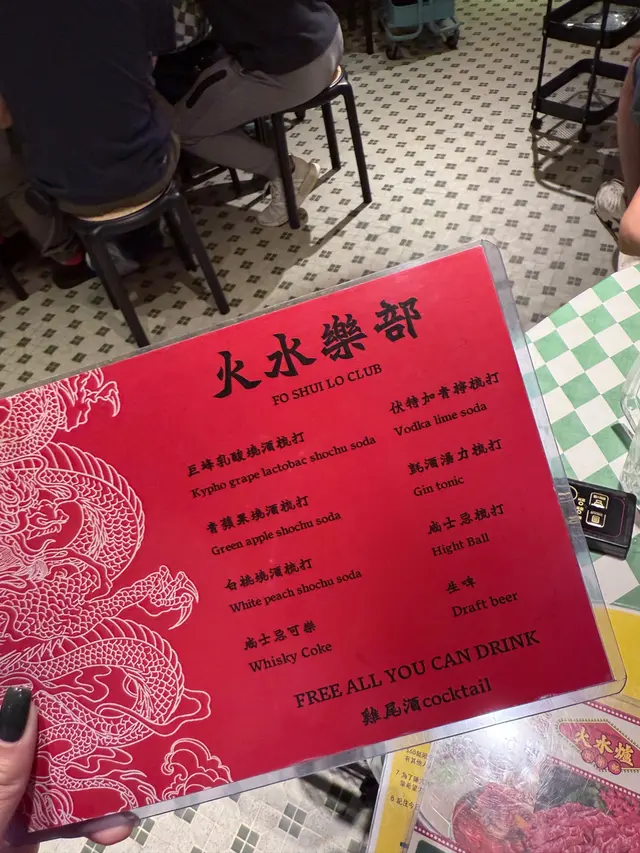 火水樂部
FO SHUI LO CLUB
巨峰乳酸燒酒梳打
Kypho grape lactobac shochu soda
青蘋果燒酒梳打
Green apple shochu soda
白桃燒酒梳打
White peach shochu soda
威士忌可樂
Whisky Coke
伏特加青檸梳打
Vodka lime soda
氈酒湯力梳打
Gin tonic
威士忌梳打
Hight Ball
生啤
Draft beer
FREE ALL YOU CAN DRINK
雞尾酒cocktail
火水爐